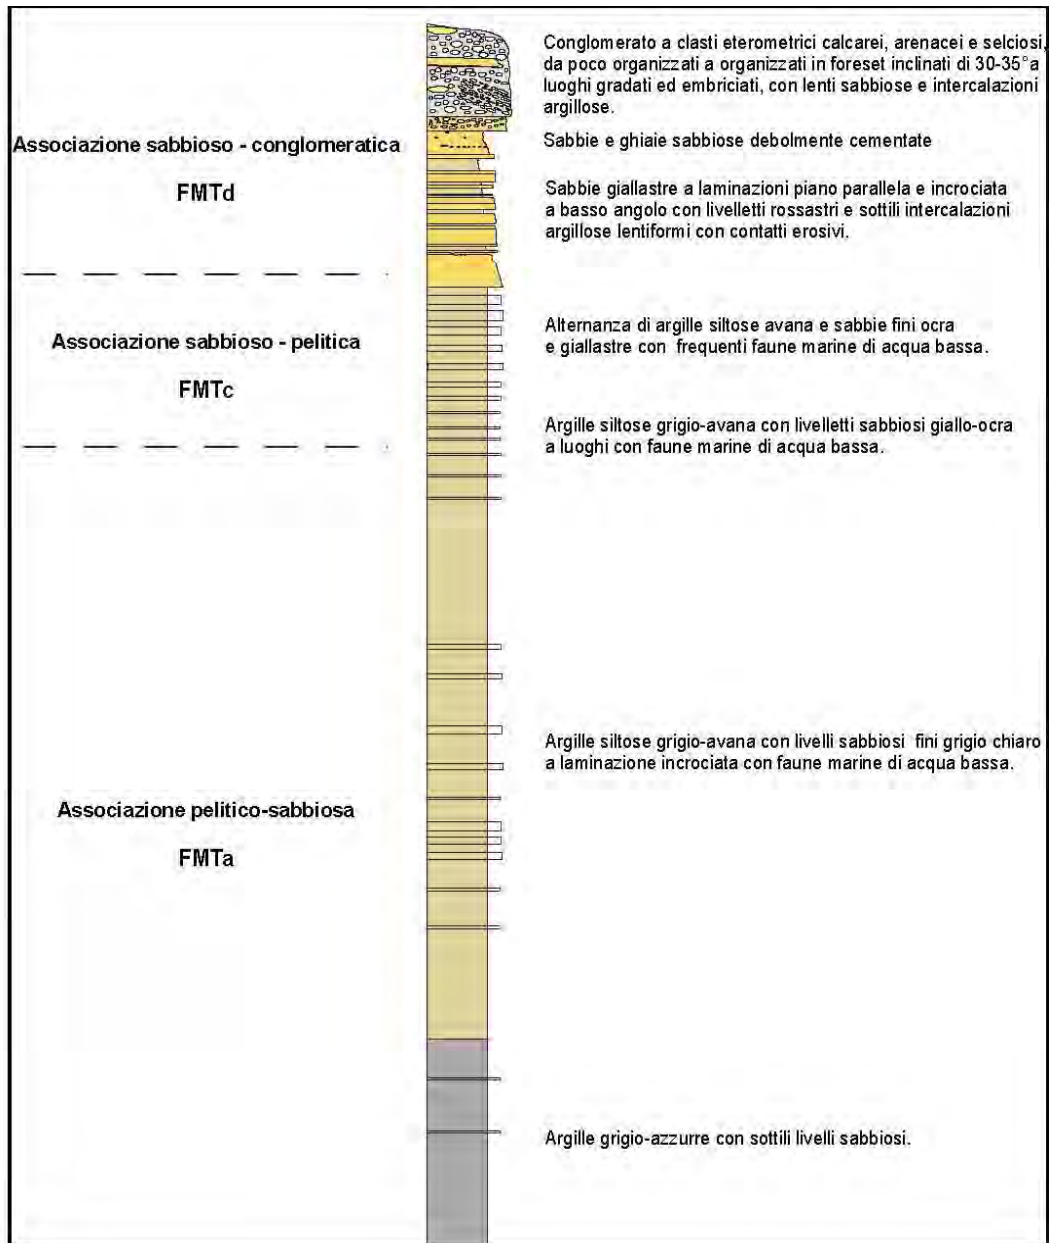 Conglomerato a clasti eterometrici calcarei, arenacei e selciosi,
da poco organizzati a organizzati in foreset inclinati di 30-35°a
luoghi gradati ed embriciati, con lenti sabbiose e intercalazioni
argillose.
Associazione sabbioso - conglomeratica
FMTd
Sabbie e ghiaie sabbiose debolmente cementate
Sabbie giallastre a laminazioni piano parallela e incrociata
a basso angolo con livelletti rossastri e sottili intercalazioni
argillose lentiformi con contatti erosivi.
Associazione sabbioso - pelitica
FMTc
Alternanza di argille siltose avana e sabbie fini ocra
e giallastre con frequenti faune marine di acqua bassa.
Argille siltose grigio-avana con livelletti sabbiosi giallo-ocra
a luoghi con faune marine di acqua bassa.
Argille siltose grigio-avana con livelli sabbiosi fini grigio chiaro
a laminazione incrociata con faune marine di acqua bassa.
Associazione pelitico-sabbiosa
FMTa
Argille grigio-azzurre con sottili livelli sabbiosi.